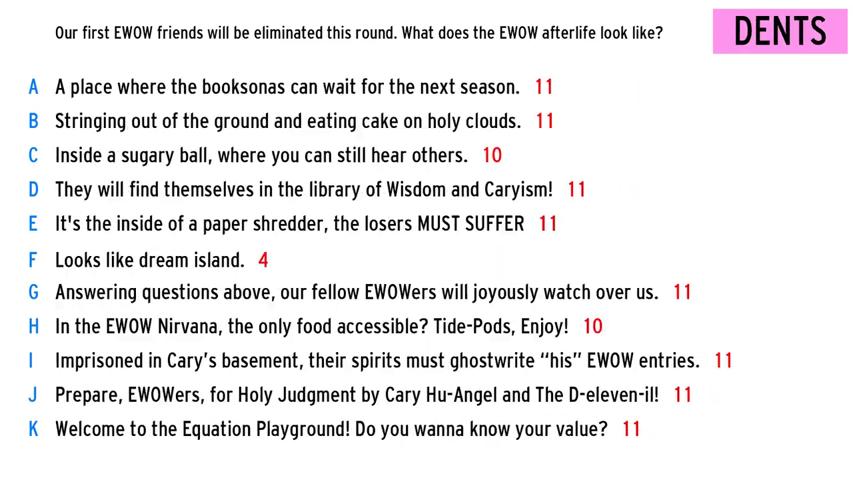 Our first EWOW friends will be eliminated this round. What does the EWOW afterlife look like?
DENTS
A A place where the booksonas can wait for the next season. 11
B Stringing out of the ground and eating cake on holy clouds. 11
C Inside a sugary ball, where you can still hear others. 10
D They will find themselves in the library of Wisdom and Caryism! 11
E It's the inside of a paper shredder, the losers MUST SUFFER 11
F Looks like dream island. 4
G Answering questions above, our fellow EWOWers will joyously watch over us. 11
H In the EWOW Nirvana, the only food accessible? Tide-Pods, Enjoy! 10
I Imprisoned in Cary’s basement, their spirits must ghostwrite “his” EWOW entries. 11
J Prepare, EWOWers, for Holy Judgment by Cary Hu-Angel and The D-eleven-il! 11
K Welcome to the Equation Playground! Do you wanna know your value? 11